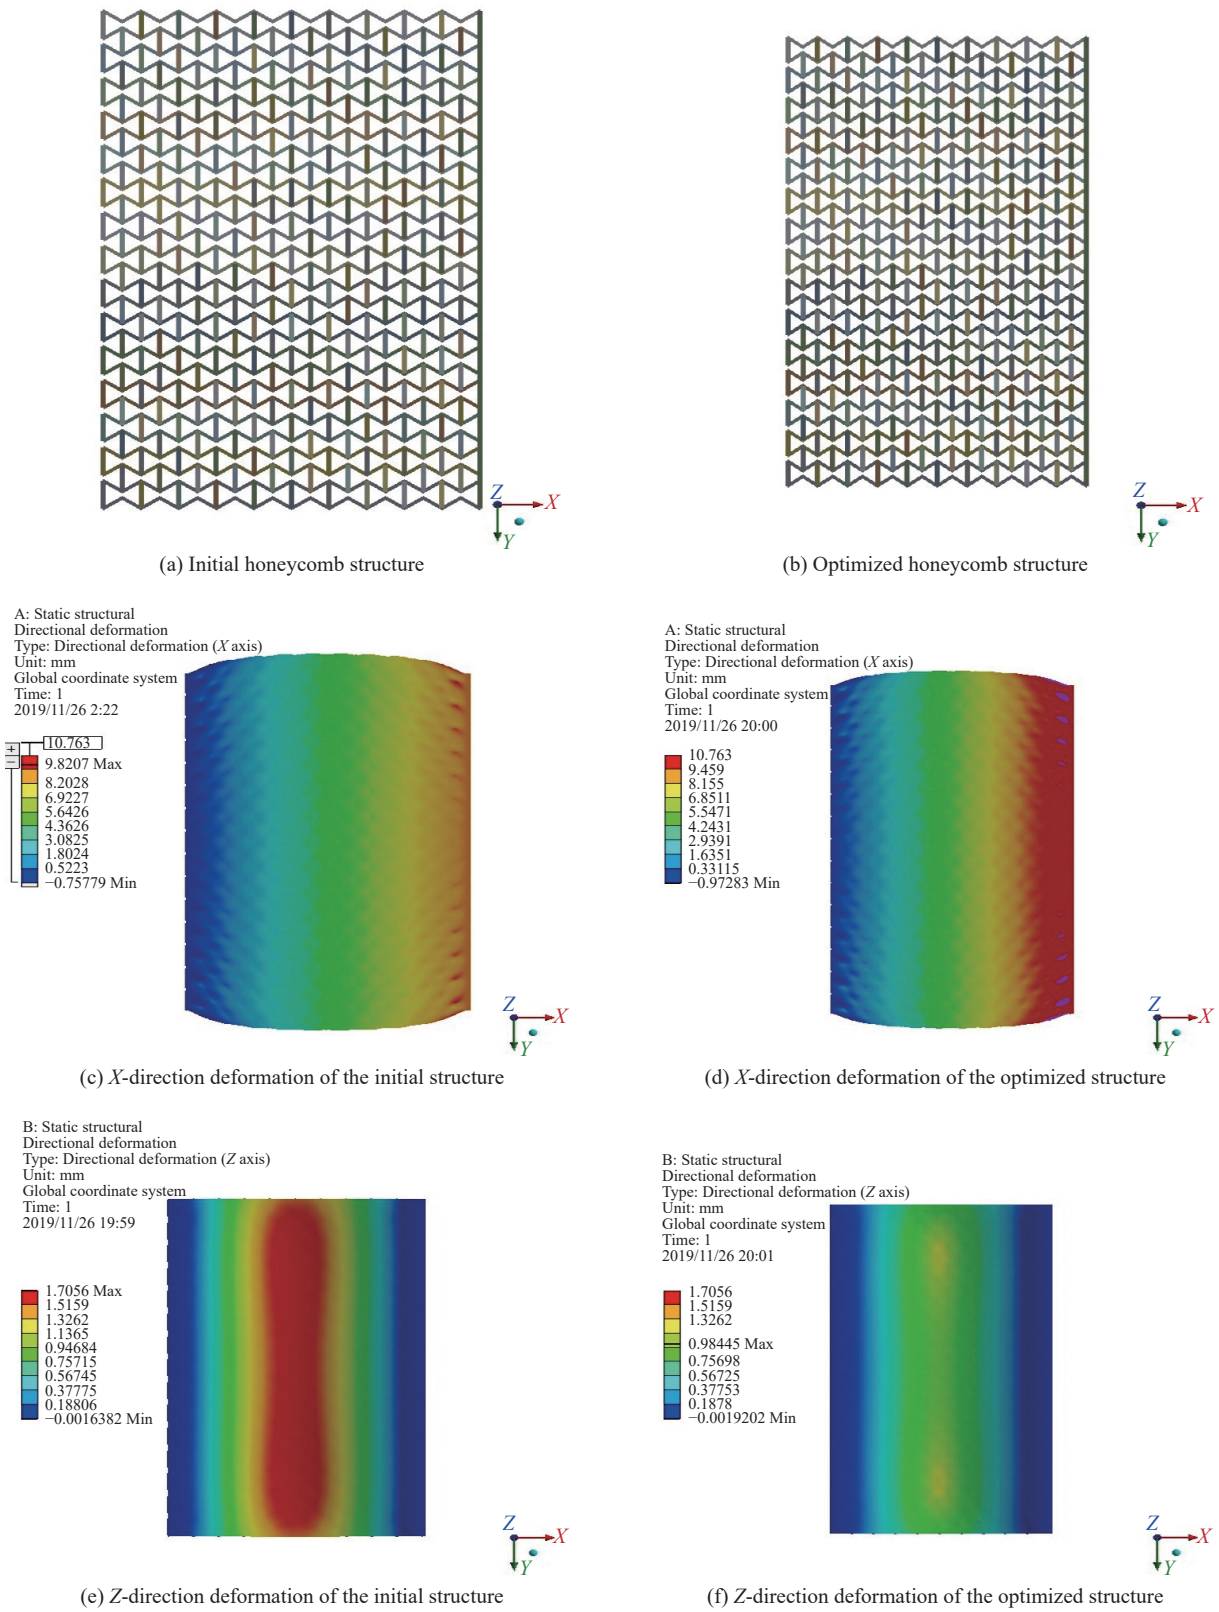 Z
X
Y
(a) Initial honeycomb structure
Z
X
Y
(b) Optimized honeycomb structure
A: Static structural
Directional deformation
Type: Directional deformation (X axis)
Unit: mm
Global coordinate system
Time: 1
2019/11/26 2:22
+
−
10.763
9.8207 Max
8.2028
6.9227
5.6426
4.3626
3.0825
1.8024
0.5223
−0.75779 Min
Z
X
Y
(c) X-direction deformation of the initial structure
A: Static structural
Directional deformation
Type: Directional deformation (X axis)
Unit: mm
Global coordinate system
Time: 1
2019/11/26 20:00
10.763
9.459
8.155
6.8511
5.5471
4.2431
2.9391
1.6351
0.33115
−0.97283 Min
Z
X
Y
(d) X-direction deformation of the optimized structure
B: Static structural
Directional deformation
Type: Directional deformation (Z axis)
Unit: mm
Global coordinate system
Time: 1
2019/11/26 19:59
1.7056 Max
1.5159
1.3262
1.1365
0.94684
0.75715
0.56745
0.37775
0.18806
−0.0016382 Min
Z
X
Y
(e) Z-direction deformation of the initial structure
B: Static structural
Directional deformation
Type: Directional deformation (Z axis)
Unit: mm
Global coordinate system
Time: 1
2019/11/26 20:01
1.7056
1.5159
1.3262
0.98445 Max
0.75698
0.56725
0.37753
0.1878
−0.0019202 Min
Z
X
Y
(f) Z-direction deformation of the optimized structure